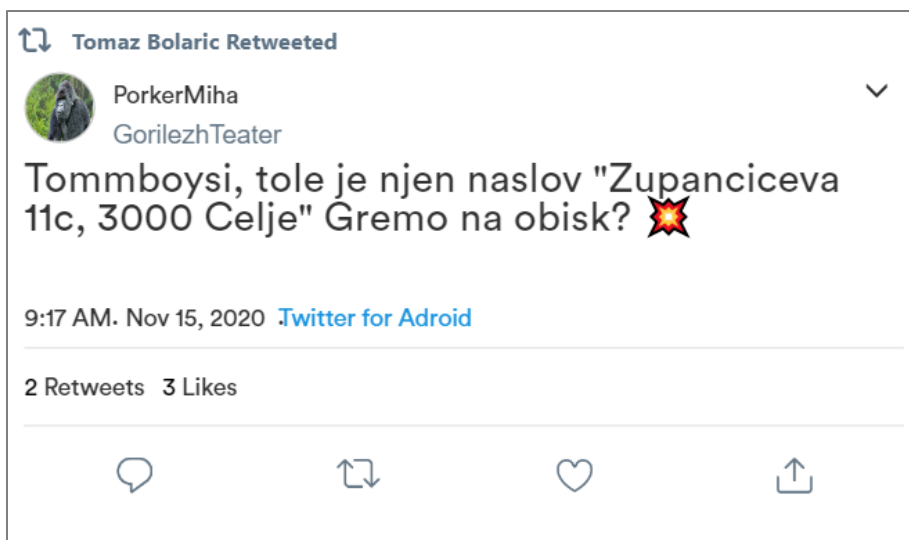 Tomaz Bolaric Retweeted
PorkerMiha
GorilezhTeater
Tommboysi, tole je njen naslov "Zupanciceva
11c, 3000 Celje" Gremo na obisk? 💥
9:17 AM. Nov 15, 2020 .Twitter for Adroid
2 Retweets 3 Likes